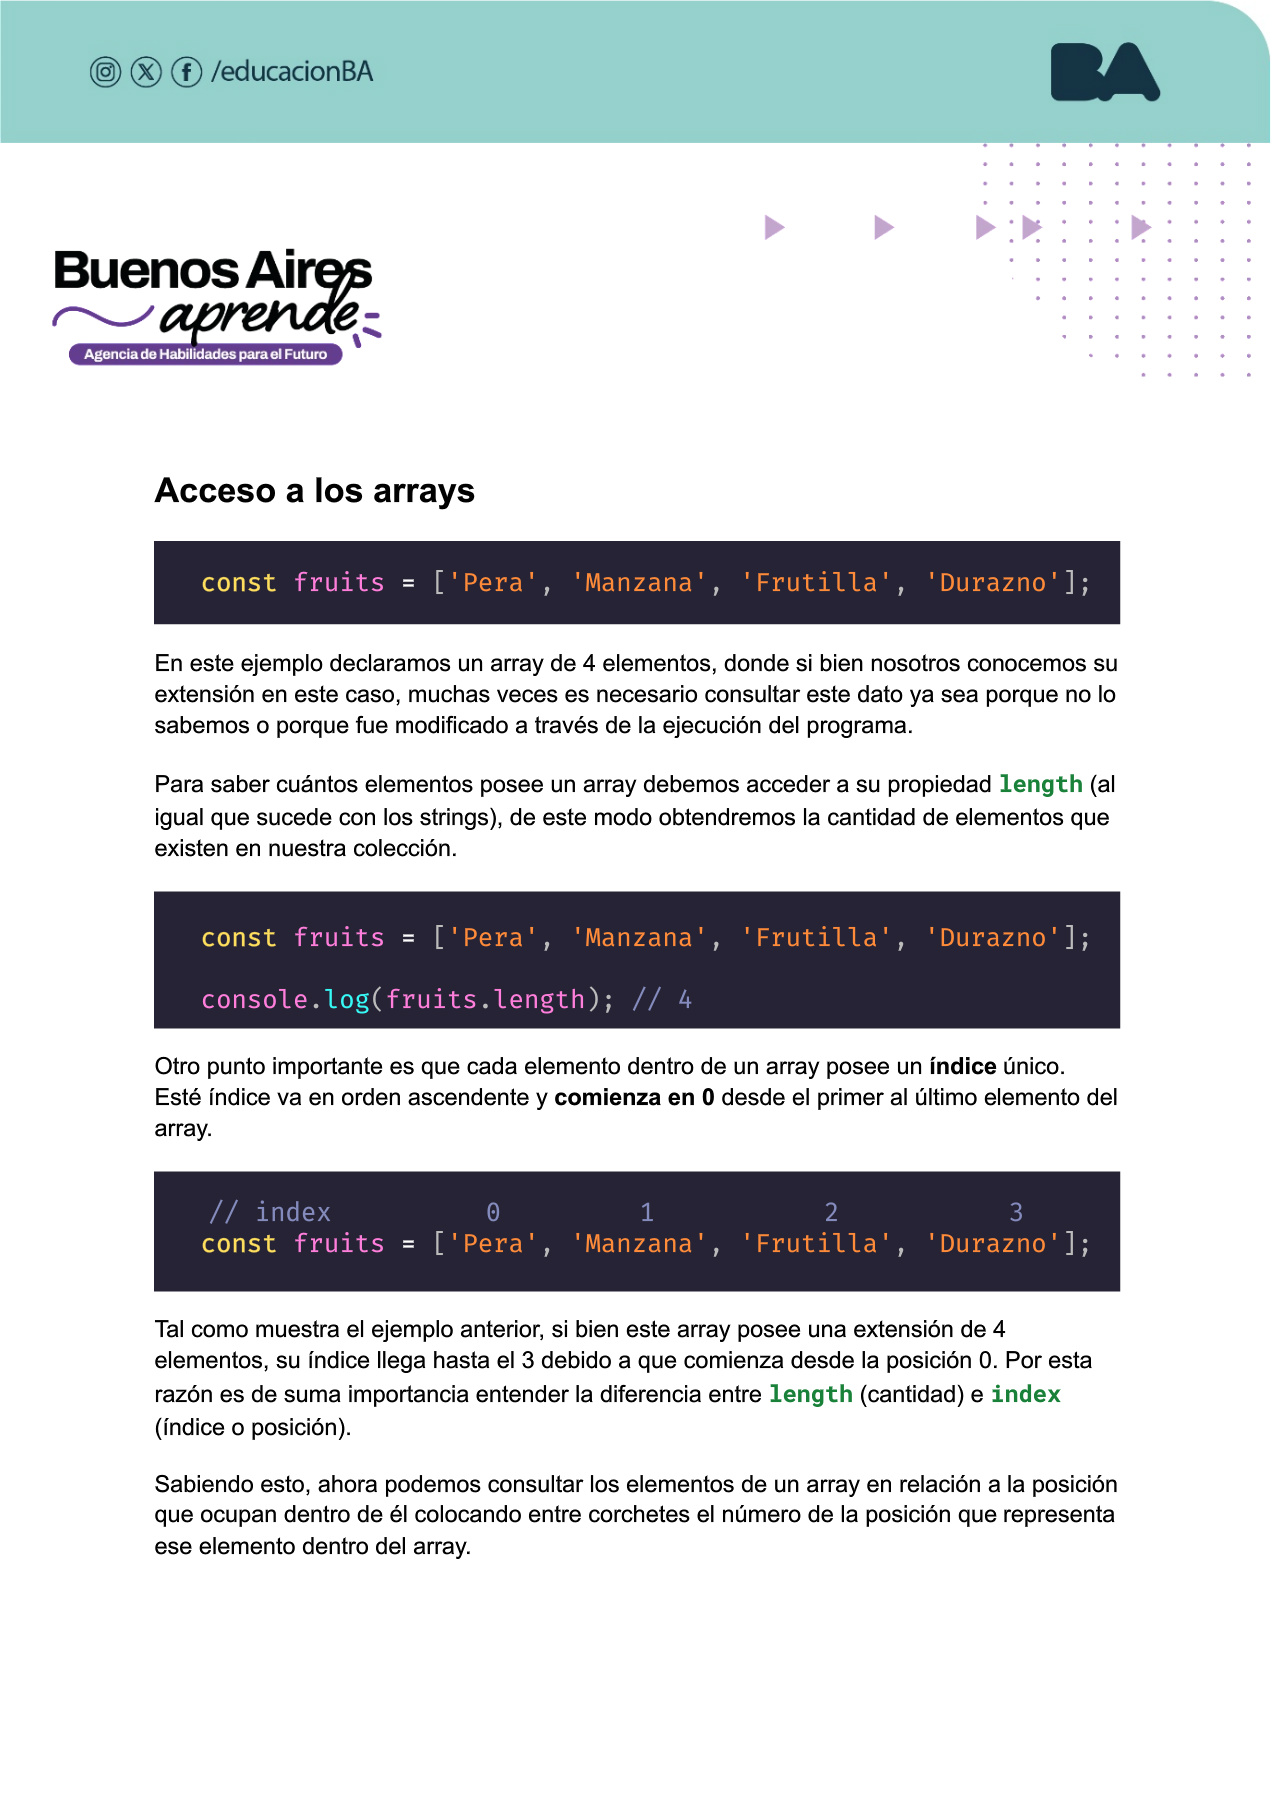 /educacionBA
BA
Buenos Aires
aprende
Agencia de Habilidades para el Futuro
Acceso a los arrays
const fruits = ['Pera', 'Manzana', 'Frutilla', 'Durazno'];
En este ejemplo declaramos un array de 4 elementos, donde si bien nosotros conocemos su
extensión en este caso, muchas veces es necesario consultar este dato ya sea porque no lo
sabemos o porque fue modificado a través de la ejecución del programa.
Para saber cuántos elementos posee un array debemos acceder a su propiedad length (al
igual que sucede con los strings), de este modo obtendremos la cantidad de elementos que
existen en nuestra colección.
const fruits = ['Pera', 'Manzana', 'Frutilla', 'Durazno'];
console.log(fruits.length); // 4
Otro punto importante es que cada elemento dentro de un array posee un índice único.
Esté índice va en orden ascendente y comienza en 0 desde el primer al último elemento del
array.
// index 0 1 2 3
const fruits = ['Pera', 'Manzana', 'Frutilla', 'Durazno'];
Tal como muestra el ejemplo anterior, si bien este array posee una extensión de 4
elementos, su índice llega hasta el 3 debido a que comienza desde la posición 0. Por esta
razón es de suma importancia entender la diferencia entre length (cantidad) e index
(índice o posición).
Sabiendo esto, ahora podemos consultar los elementos de un array en relación a la posición
que ocupan dentro de él colocando entre corchetes el número de la posición que representa
ese elemento dentro del array.